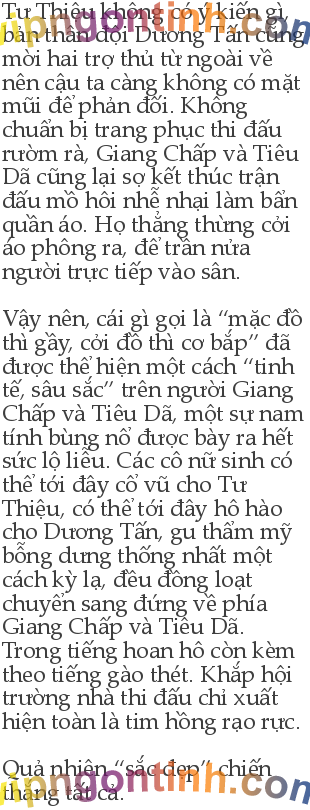 Tư Thiệu không có ý kiến gì,
bản thân đội Dương Tấn cũng
mời hai trợ thủ từ ngoài về
nên cậu ta càng không có mặt
mũi để phản đối. Không
chuẩn bị trang phục thi đấu
rườm rà, Giang Chấp và Tiêu
Dã cũng lại sợ kết thúc trận
đấu mồ hôi nhễ nhại làm bẩn
quần áo. Họ thẳng thừng cởi
áo phông ra, để trần nửa
người trực tiếp vào sân.

Vậy nên, cái gì gọi là “mặc đồ
thì gầy, cởi đồ thì cơ bắp” đã
được thể hiện một cách “tinh
tế, sâu sắc” trên người Giang
Chấp và Tiêu Dã, một sự nam
tính bùng nổ được bày ra hết
sức lộ liễu. Các cô nữ sinh có
thể tới đây cổ vũ cho Tư
Thiệu, có thể tới đây hô hào
cho Dương Tấn, gu thẩm mỹ
bỗng dưng thống nhất một
cách kỳ lạ, đều đồng loạt
chuyển sang đứng về phía
Giang Chấp và Tiêu Dã.
Trong tiếng hoan hô còn kèm
theo tiếng gào thét. Khắp hội
trường nhà thi đấu chỉ xuất
hiện toàn là tim hồng rạo rực.

Quả nhiên “sắc đẹp” chiến
thắng tất cả.